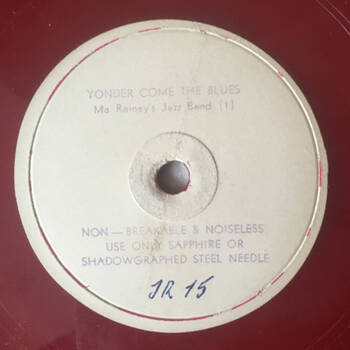 YONDER COME THE BLUES
Ma Rainey's Jazz Band [1]
NON — BREAKABLE & NOISELESS
USE ONLY SAPPHIRE OR
SHADOWGRAPHED STEEL NEEDLE
JR 15